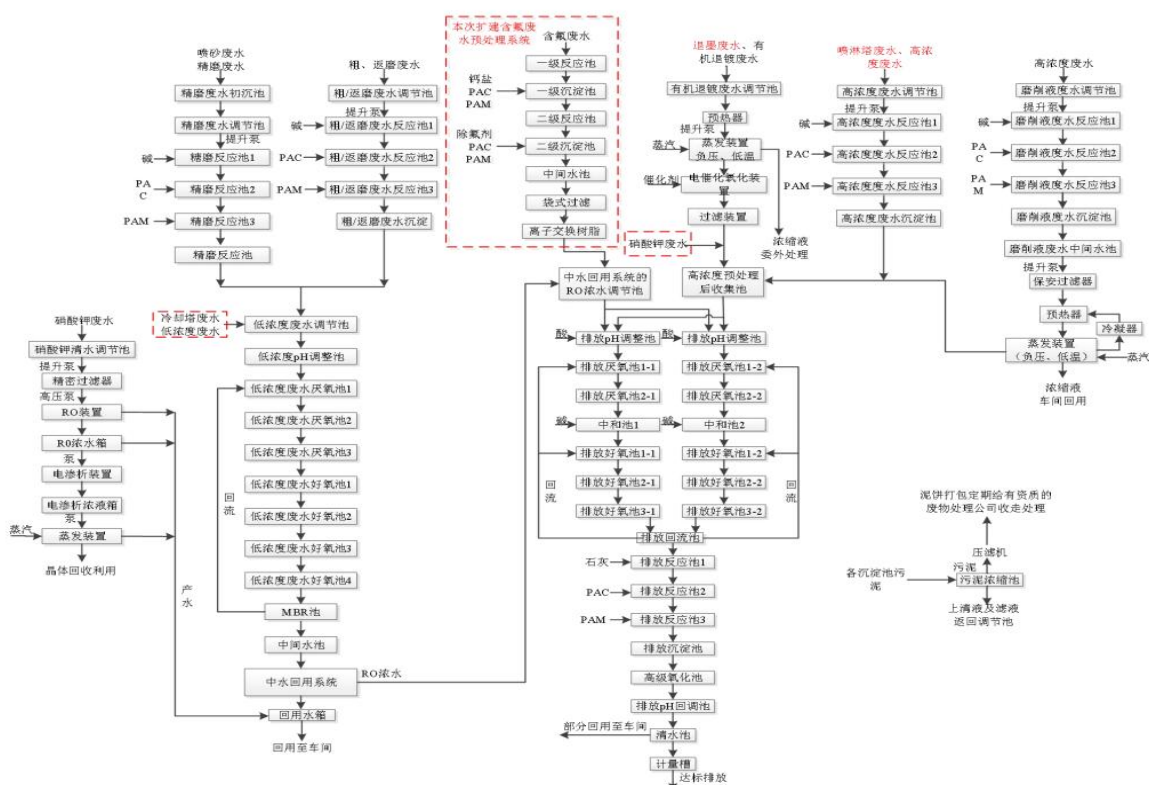 本次扩建含氟废
水预处理系统
喷砂废水
精磨废水
精磨废水初沉池
精磨废水调节池
提升泵
碱
精磨反应池1
PA
C
精磨反应池2
PAM
精磨反应池3
精磨反应池
粗、返磨废水
粗/返磨废水调节池
提升泵
碱
粗/返磨废水反应池1
PAC
粗/返磨废水反应池2
PAM
粗/返磨废水反应池3
粗/返磨废水沉淀
含氟废水
一级反应池
钙盐
PAC
PAM
一级沉淀池
二级反应池
除氟剂
PAC
PAM
二级沉淀池
中间水池
袋式过滤
离子交换树脂
退墨废水、有
机退镀废水
有机退镀废水调节池
预热器
提升泵
蒸汽
蒸发装置
负压、低温
催化剂
电催化氧化装
置
过滤装置
浓缩液
委外处理
硝酸钾废水
喷淋塔废水、高浓
度废水
高浓度废水调节池
提升泵
碱
高浓度废水反应池1
PAC
高浓度废水反应池2
PAM
高浓度废水反应池3
高浓度废水沉淀池
高浓度废水
磨削液废水调节池
提升泵
碱
磨削液废水反应池1
PA
C
磨削液废水反应池2
PA
M
磨削液废水反应池3
磨削液废水沉淀池
磨削液废水中间水池
提升泵
保安过滤器
预热器
冷凝器
蒸发装置
（负压、低温）
蒸汽
浓缩液
车间回用
中水回用系统的
RO浓水调节池
高浓度预处理
后收集池
冷却塔废水
低浓度废水
低浓度废水调节池
低浓度pH调整池
低浓度废水厌氧池1
低浓度废水厌氧池2
低浓度废水厌氧池3
低浓度废水好氧池1
低浓度废水好氧池2
低浓度废水好氧池3
低浓度废水好氧池4
回
流
MBR池
中间水池
中水回用系统
RO浓水
回用水箱
回用至车间
硝酸钾废水
硝酸钾清水调节池
提升泵
精密过滤器
高压泵
RO装置
RO浓水箱
泵
电渗析装置
电渗析浓液箱
泵
蒸汽
蒸发装置
晶体回收利用
产
水
酸
排放pH调整池
酸
排放pH调整池
排放厌氧池1-1
排放厌氧池1-2
排放厌氧池2-1
排放厌氧池2-2
碱
中和池1
碱
中和池2
排放好氧池1-1
排放好氧池1-2
排放好氧池2-1
排放好氧池2-2
排放好氧池3-1
排放好氧池3-2
回
流
回
流
排放回流池
石灰
排放反应池1
PAC
排放反应池2
PAM
排放反应池3
排放沉淀池
高级氧化池
排放pH回调池
部分回用至车间
清水池
计量槽
达标排放
泥饼打包定期给有资质的
废物处理公司收走处理
压滤机
污泥
各沉淀池污
泥
污泥浓缩池
上清液及滤液
返回调节池